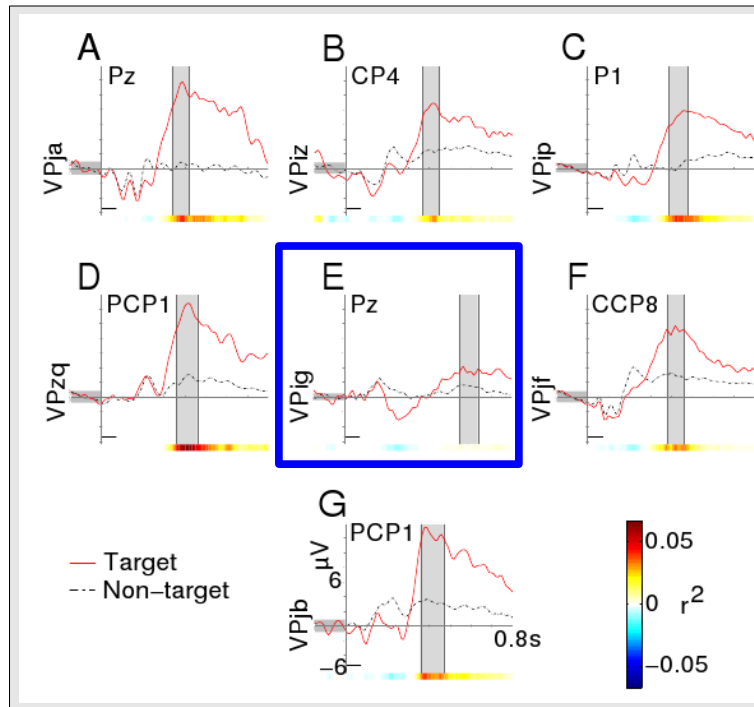 A
Pz
VPja
B
CP4
VPiz
C
P1
VPip
D
PCP1
VPzq
E
Pz
VPig
F
CCP8
VPjf
G
PCP1
µV
6
−6
0.8s
VPjb
Target
Non−target
0.05
0
−0.05
r²